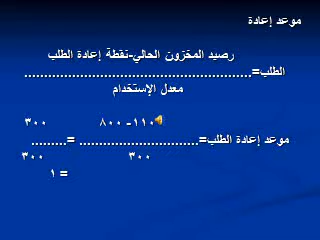 موعد إعادة
رصيد المخزون الحالي-نقطة إعادة الطلب
الطلب=.........................................................
معدل الإستخدام
١١٠- ٨٠٠ ٣٠٠
موعد إعادة الطلب=.............................. =.........
٣٠٠ ٣٠٠
= ١